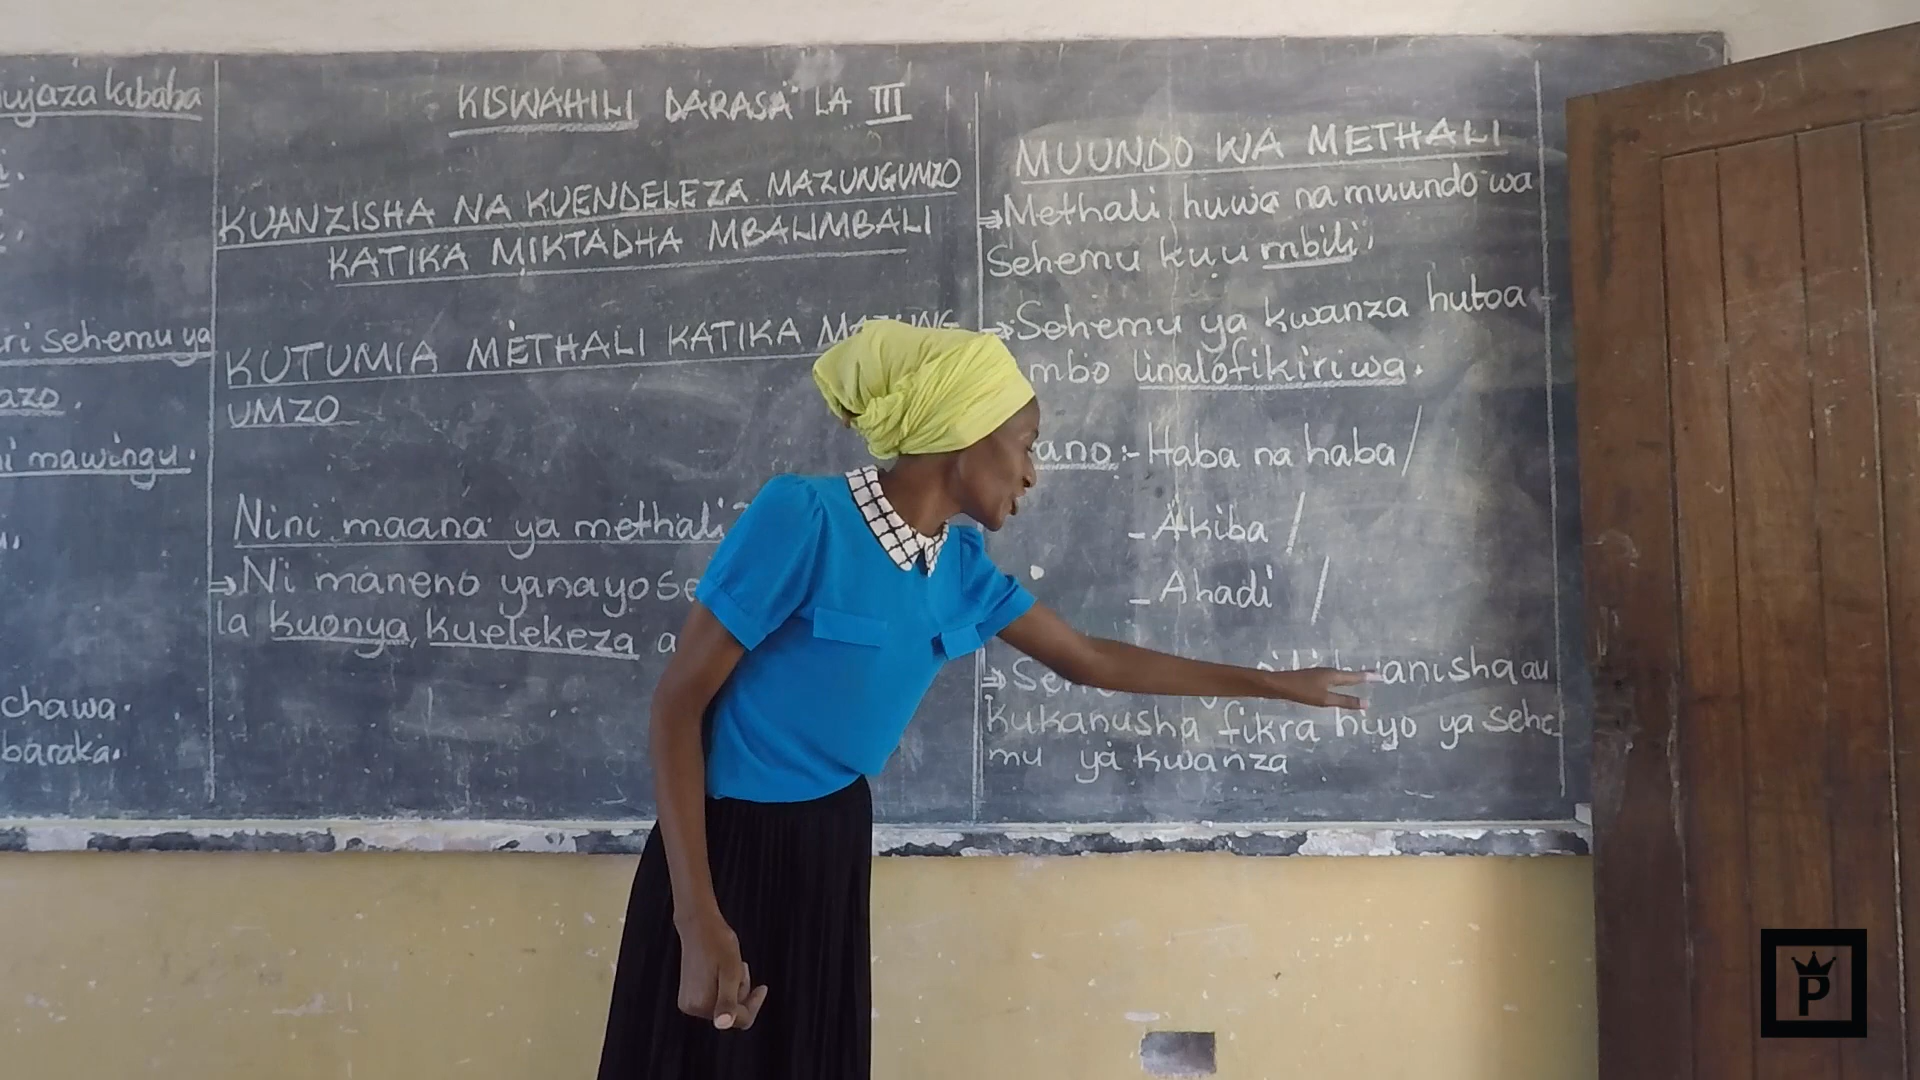 ujaza kibaba
ri sehemu ya
azo.
i mawingu.
chawa.
baraka.
KISWAHILI DARASA LA III
KUANZISHA NA KUENDELEZA MAZUNGUMZO
KATIKA MIKTADHA MBALIMBALI
KUTUMIA METHALI KATIKA MAZUNG
UMZO
Nini maana ya methali
⇒Ni maneno yanayose
la kuonya, kuelekeza a
MUUNDO WA METHALI
⇒Methali huwa na muundo wa
Sehemu kuu mbili;
⇒Sehemu ya kwanza hutoa
mbo linalofikiriwa.
ano:- Haba na haba/
- Akiba /
- Ahadi /
⇒Se anisha au
kukanusha fikra hiyo ya sehe
mu ya kwanza
P